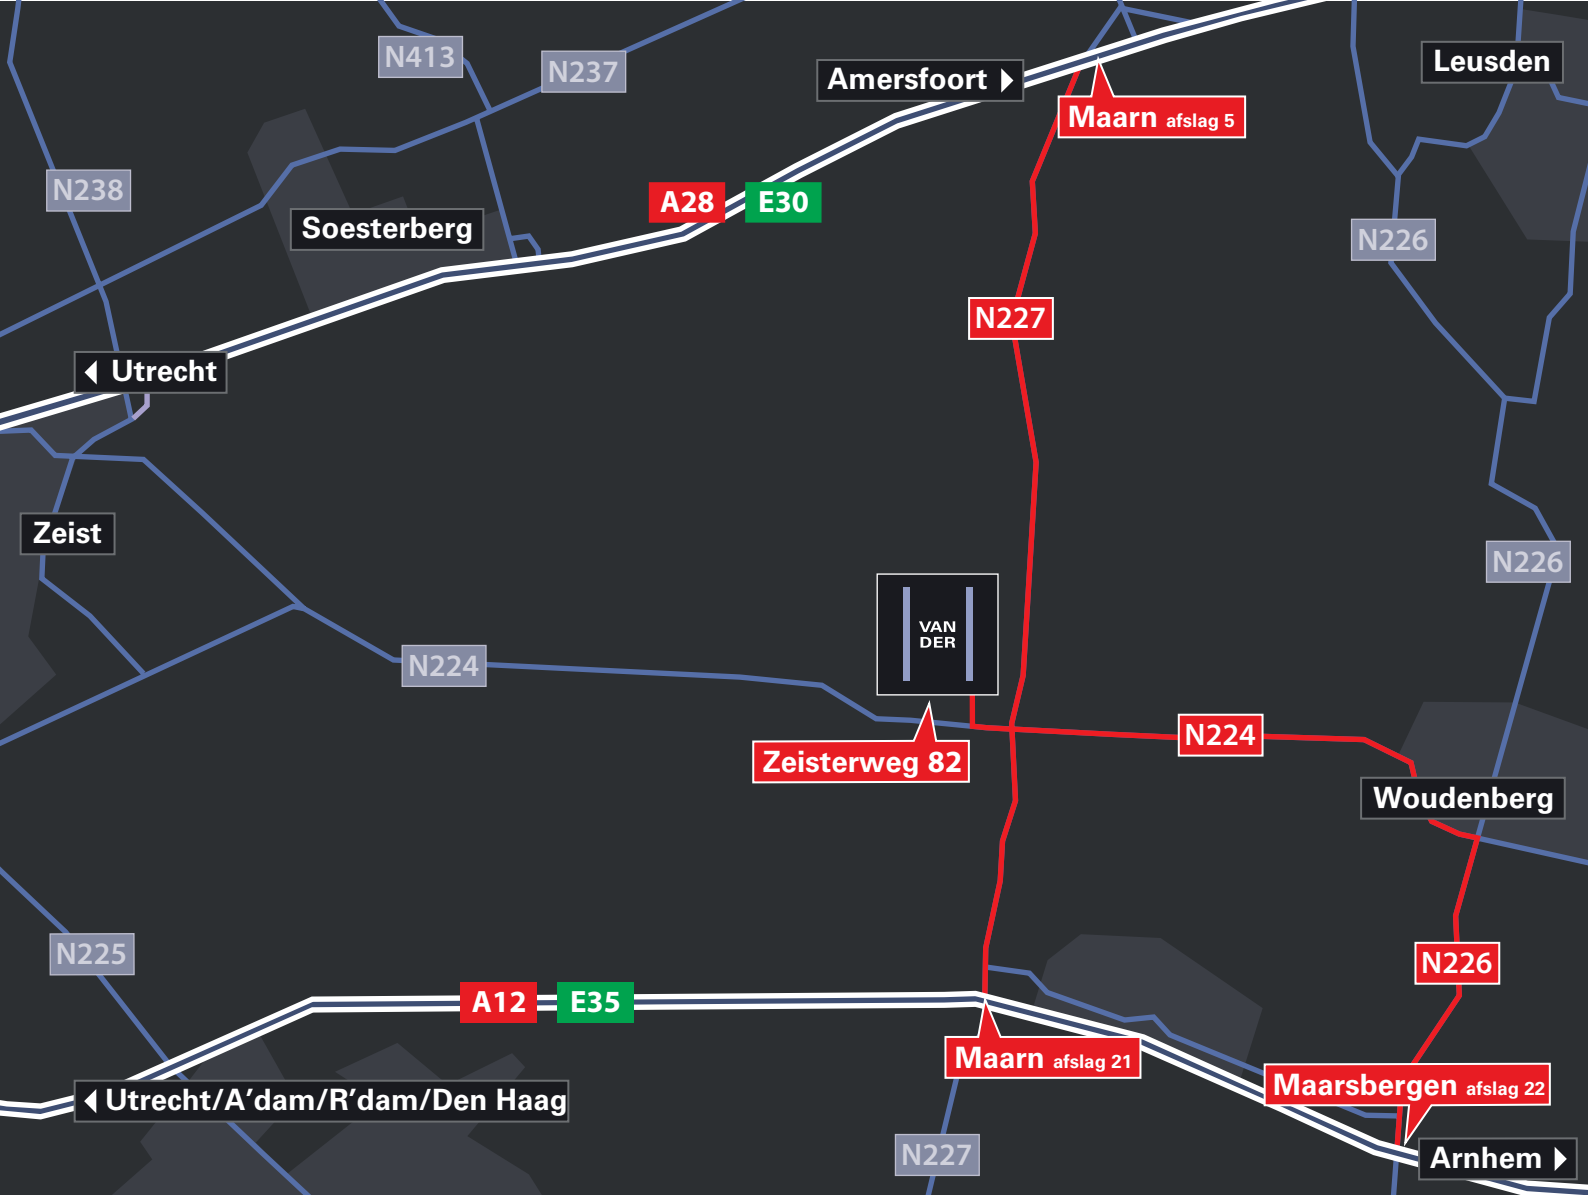 N413
N237
Leusden
Amersfoort
Maarn afslag 5
N238
A28
E30
Soesterberg
N226
N227
Utrecht
Zeist
N226
VAN
DER
N224
N224
Zeisterweg 82
Woudenberg
N225
N226
A12
E35
Maarn afslag 21
Maarsbergen afslag 22
Utrecht/A’dam/R’dam/Den Haag
N227
Arnhem